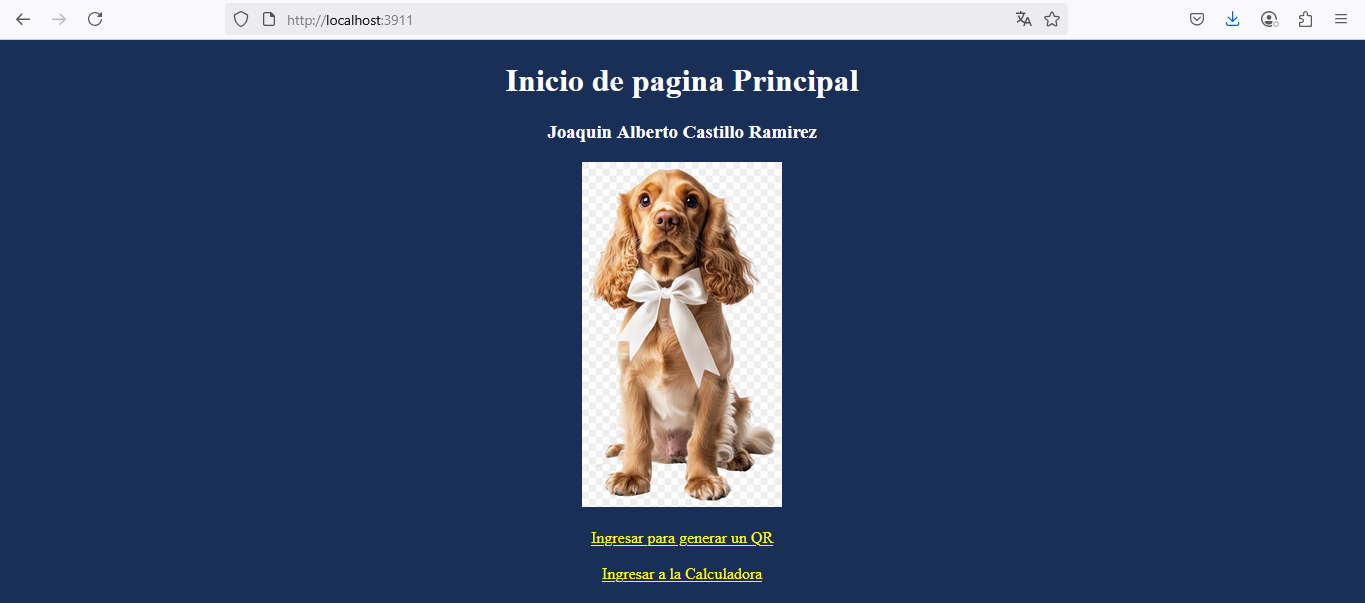 http://localhost:3911
Inicio de pagina Principal
Joaquin Alberto Castillo Ramirez
Ingresar para generar un QR
Ingresar a la Calculadora